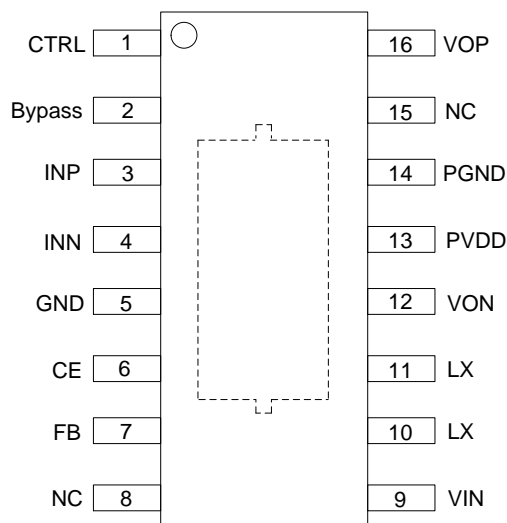 CTRL 1 16 VOP
Bypass 2 15 NC
INP 3 14 PGND
INN 4 13 PVDD
GND 5 12 VON
CE 6 11 LX
FB 7 10 LX
NC 8 9 VIN